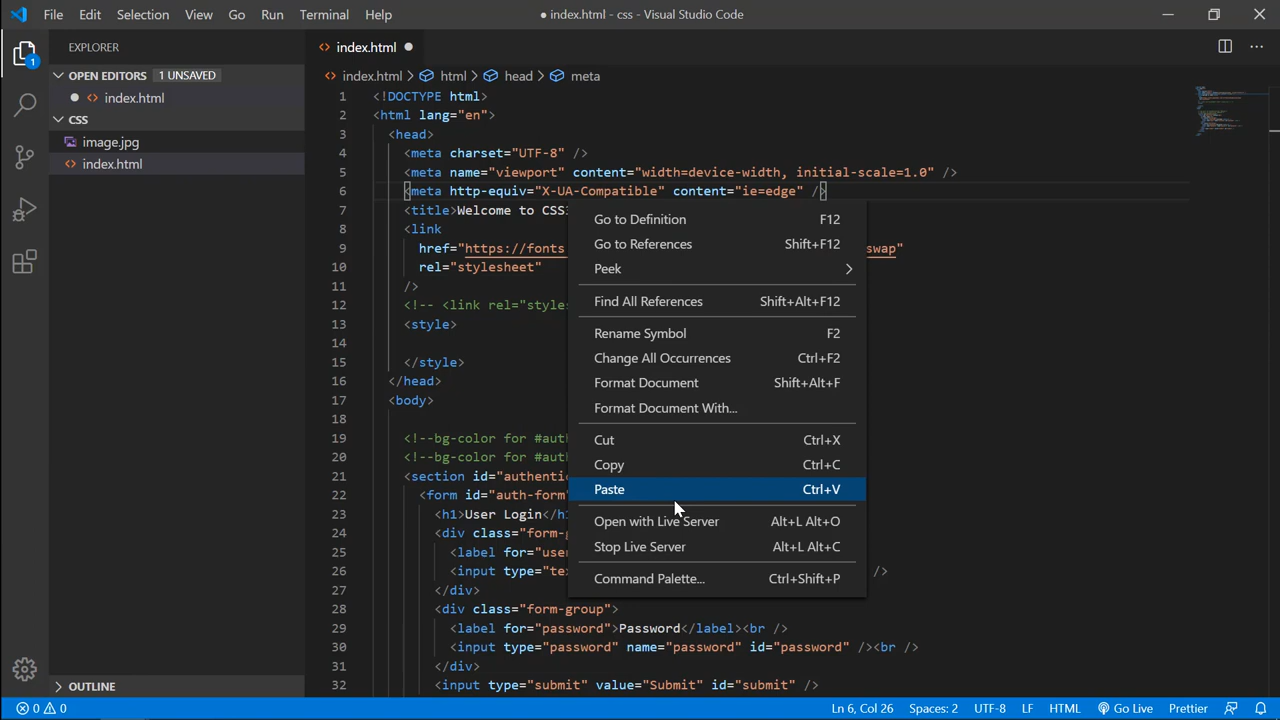 File Edit Selection View Go Run Terminal Help ● index.html - css - Visual Studio Code
EXPLORER
OPEN EDITORS 1 UNSAVED
index.html
CSS
image.jpg
index.html
OUTLINE
1
index.html
index.html > html > head > meta
1 <!DOCTYPE html>
2 <html lang="en">
3 <head>
4 <meta charset="UTF-8" />
5 <meta name="viewport" content="width=device-width, initial-scale=1.0" />
6 <meta http-equiv="X-UA-Compatible" content="ie=edge" />
7 <title>Welcome to CSS
8 <link
9 href="https://fonts swap"
10 rel="stylesheet"
11 />
12 <!-- <link rel="styles
13 <style>
14
15 </style>
16 </head>
17 <body>
18
19 <!--bg-color for #aut
20 <!--bg-color for #aut
21 <section id="authenti
22 <form id="auth-form"
23 <h1>User Login</h
24 <div class="form-g
25 <label for="user
26 <input type="te />
27 </div>
28 <div class="form-group">
29 <label for="password">Password</label><br />
30 <input type="password" name="password" id="password" /><br />
31 </div>
32 <input type="submit" value="Submit" id="submit" />
Go to Definition F12
Go to References Shift+F12
Peek >
Find All References Shift+Alt+F12
Rename Symbol F2
Change All Occurrences Ctrl+F2
Format Document Shift+Alt+F
Format Document With...
Cut Ctrl+X
Copy Ctrl+C
Paste Ctrl+V
Open with Live Server Alt+L Alt+O
Stop Live Server Alt+L Alt+C
Command Palette... Ctrl+Shift+P
0 0 Ln 6, Col 26 Spaces: 2 UTF-8 LF HTML Go Live Prettier